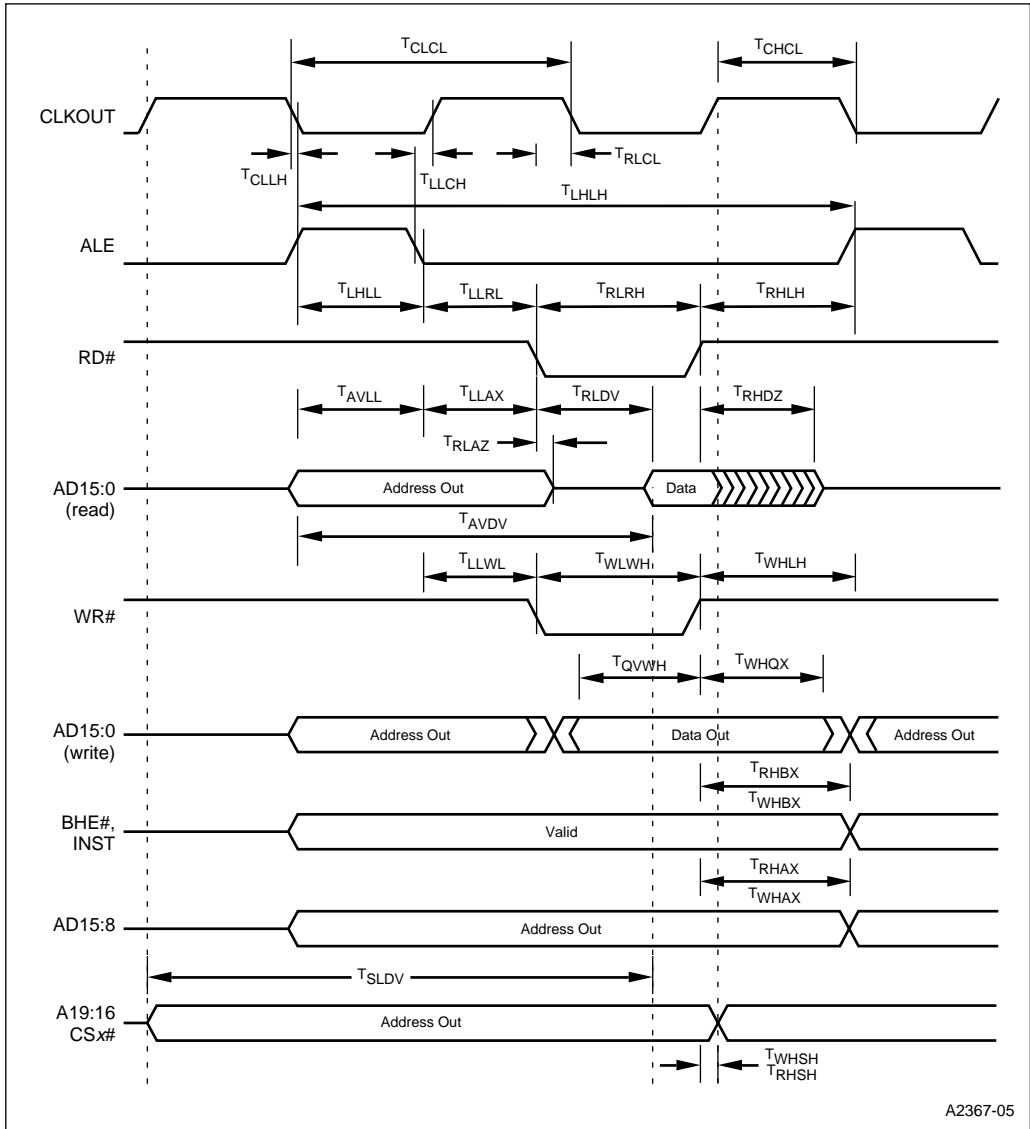 TCLCL
TCHCL
CLKOUT
TCLLH
TLLCH
TRLCL
TLHLH
ALE
TLHLL
TLLRL
TRLRH
TRHLH
RD#
TAVLL
TLLAX
TRLDV
TRHDZ
TRLAZ
AD15:0
(read)
Address Out
Data
TAVDV
TLLWL
TWLWH
TWHLH
WR#
TQVWH
TWHQX
AD15:0
(write)
Address Out
Data Out
Address Out
TRHBX
TWHBX
BHE#,
INST
Valid
TRHAX
TWHAX
AD15:8
Address Out
TSLDV
A19:16
CSx#
Address Out
TWHSH
TRHSH
A2367-05